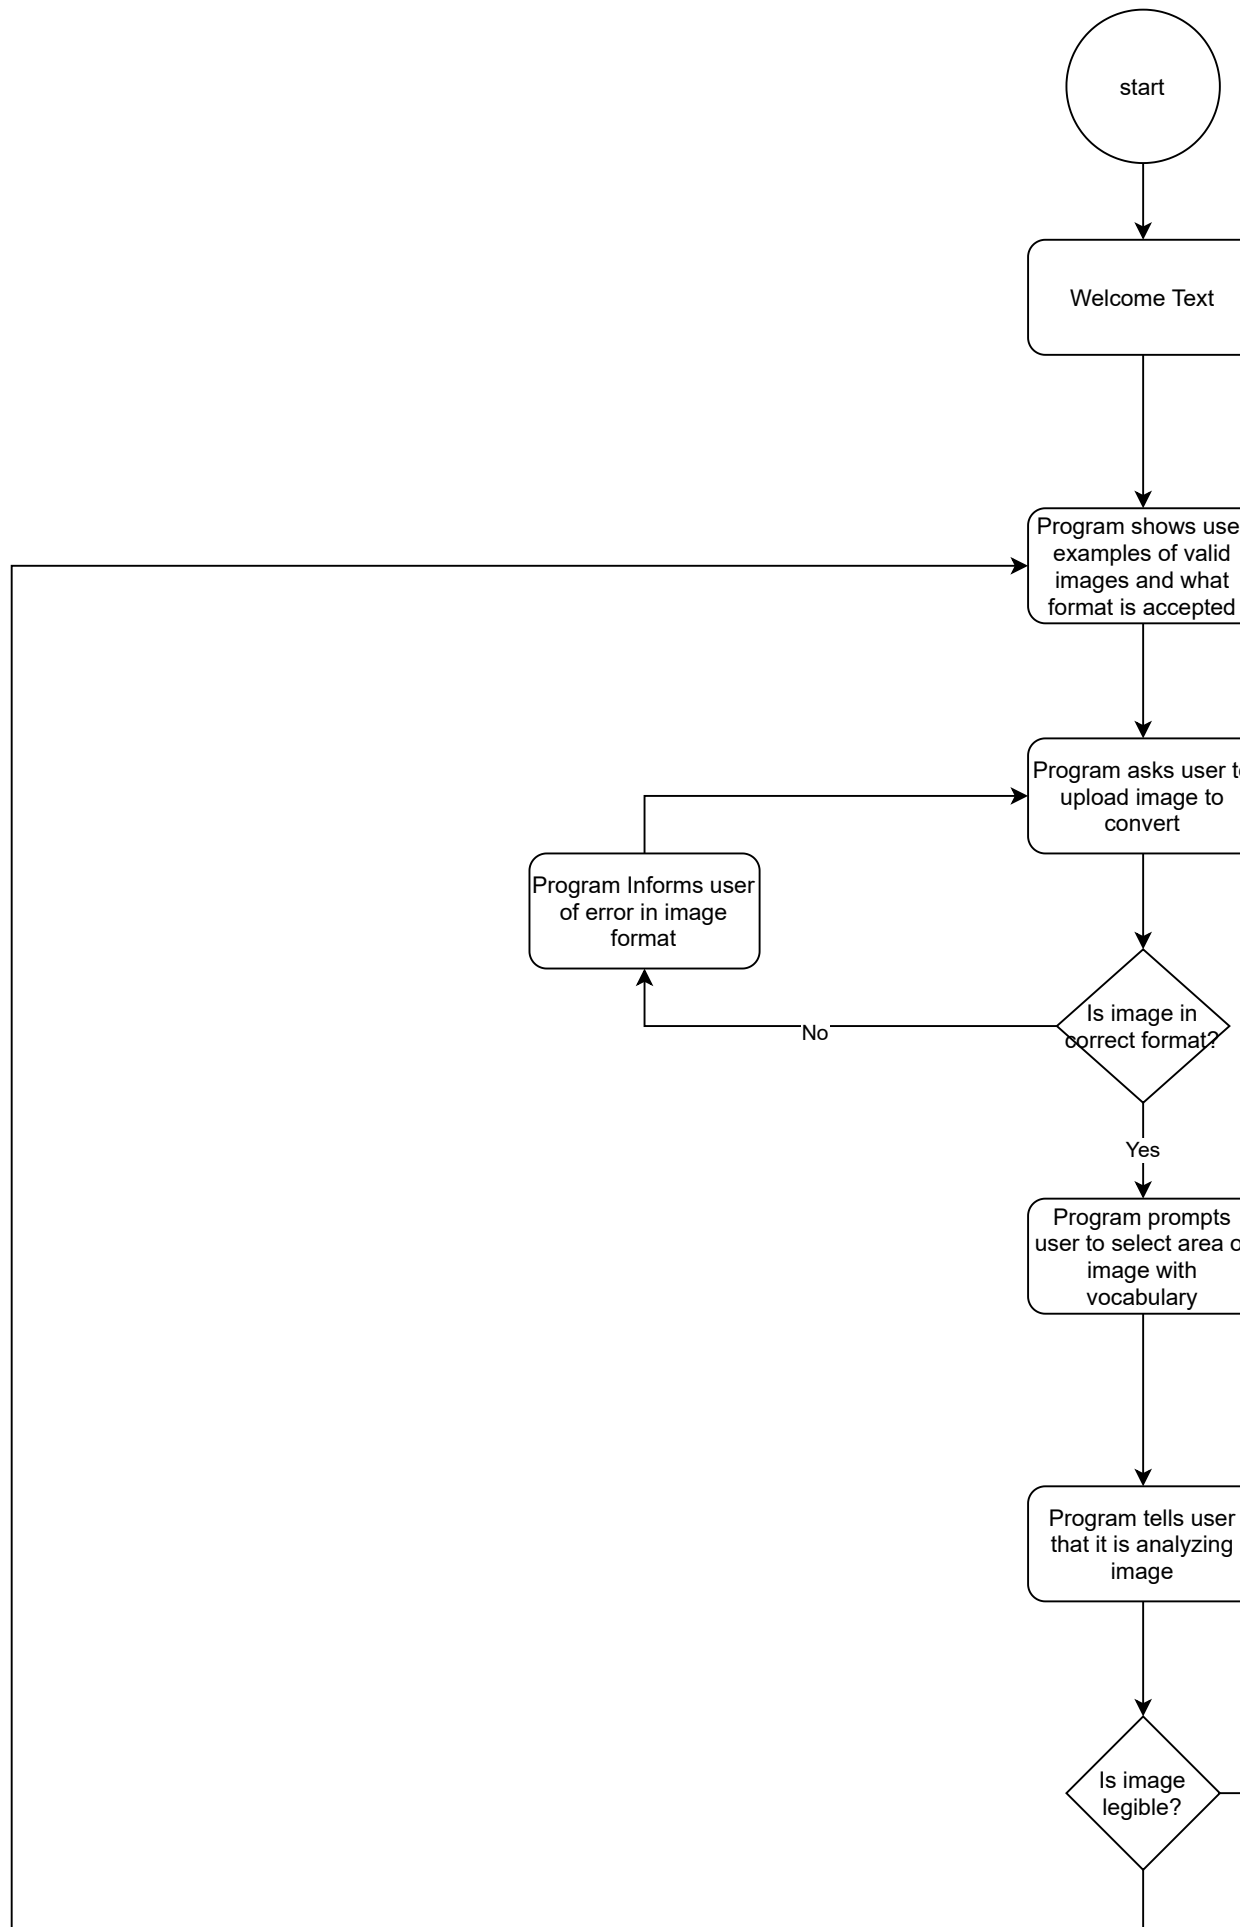 start
Welcome Text
Program shows use
examples of valid
images and what
format is accepted
Program asks user t
upload image to
convert
Program Informs user
of error in image
format
Is image in
correct format?
No
Yes
Program prompts
user to select area o
image with
vocabulary
Program tells user
that it is analyzing
image
Is image
legible?